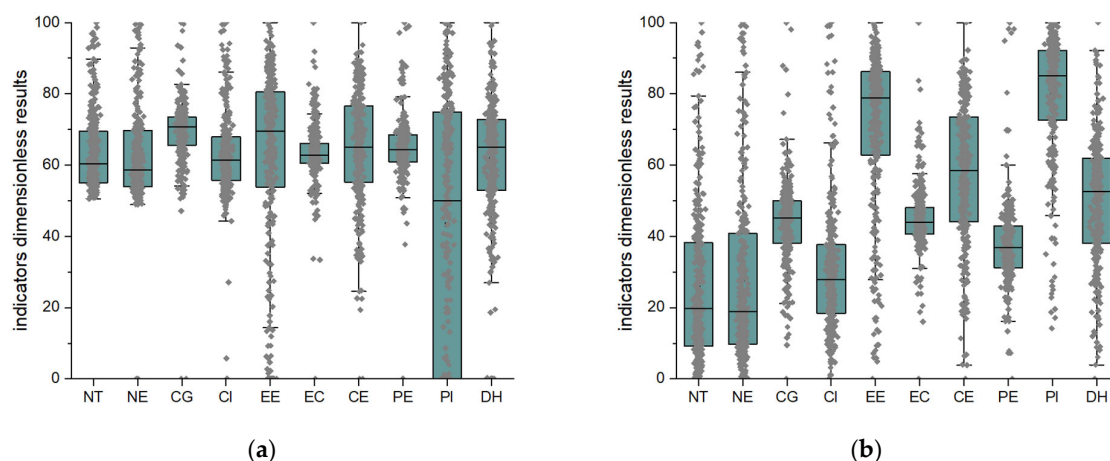 indicators dimensionless results
100
80
60
40
20
0
NT NE CG CI EE EC CE PE PI DH
(a)
indicators dimensionless results
100
80
60
40
20
0
NT NE CG CI EE EC CE PE PI DH
(b)